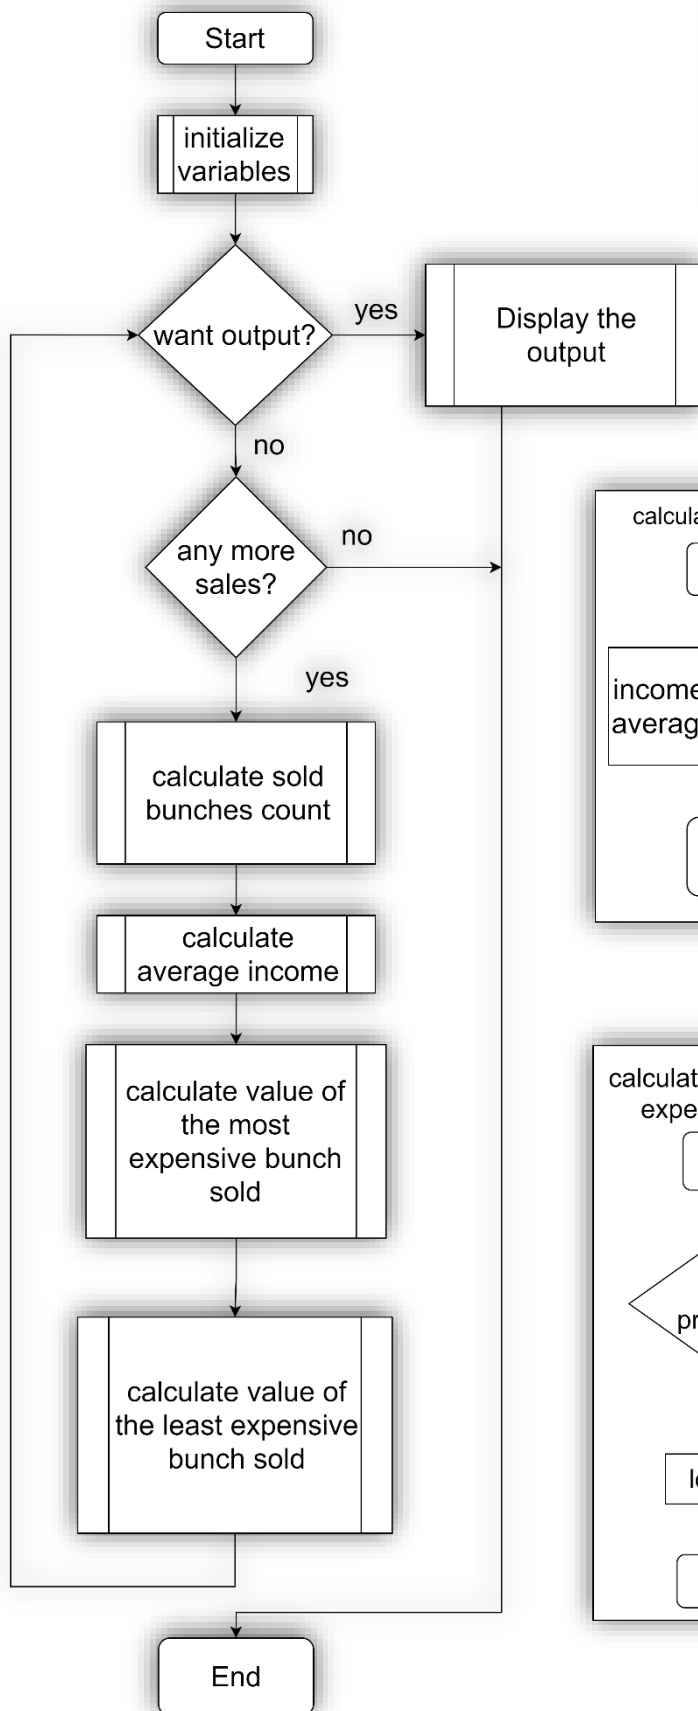 Start
initialize
variables
want output?
yes
Display the
output
no
any more
sales?
no
yes
calculate sold
bunches count
calculate
average income
calculate value of
the most
expensive bunch
sold
calculate value of
the least expensive
bunch sold
End
income